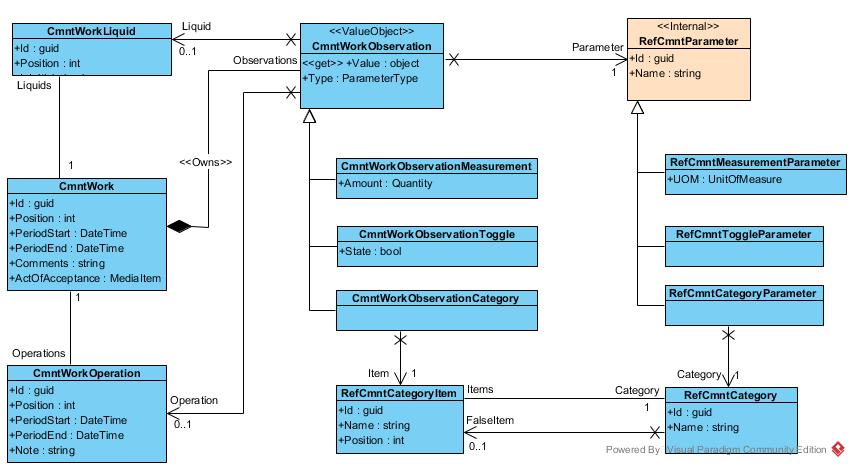 CmntWorkLiquid
+Id : guid
+Position : int
Liquids
Liquid
0..1
Observations
<<ValueObject>>
CmntWorkObservation
<<get>> +Value : object
+Type : ParameterType
Parameter
1
<<Internal>>
RefCmntParameter
+Id : guid
+Name : string
1
<<Owns>>
CmntWork
+Id : guid
+Position : int
+PeriodStart : DateTime
+PeriodEnd : DateTime
+Comments : string
+ActOfAcceptance : MediaItem
1
Operations
CmntWorkObservationMeasurement
+Amount : Quantity
CmntWorkObservationToggle
+State : bool
CmntWorkObservationCategory
RefCmntMeasurementParameter
+UOM : UnitOfMeasure
RefCmntToggleParameter
RefCmntCategoryParameter
CmntWorkOperation
+Id : guid
+Position : int
+PeriodStart : DateTime
+PeriodEnd : DateTime
+Note : string
Operation
0..1
Item
1
Category
1
RefCmntCategoryItem
+Id : guid
+Name : string
+Position : int
Items
Category
1
FalseItem
0..1
RefCmntCategory
+Id : guid
+Name : string
Powered By Visual Paradigm Community Edition